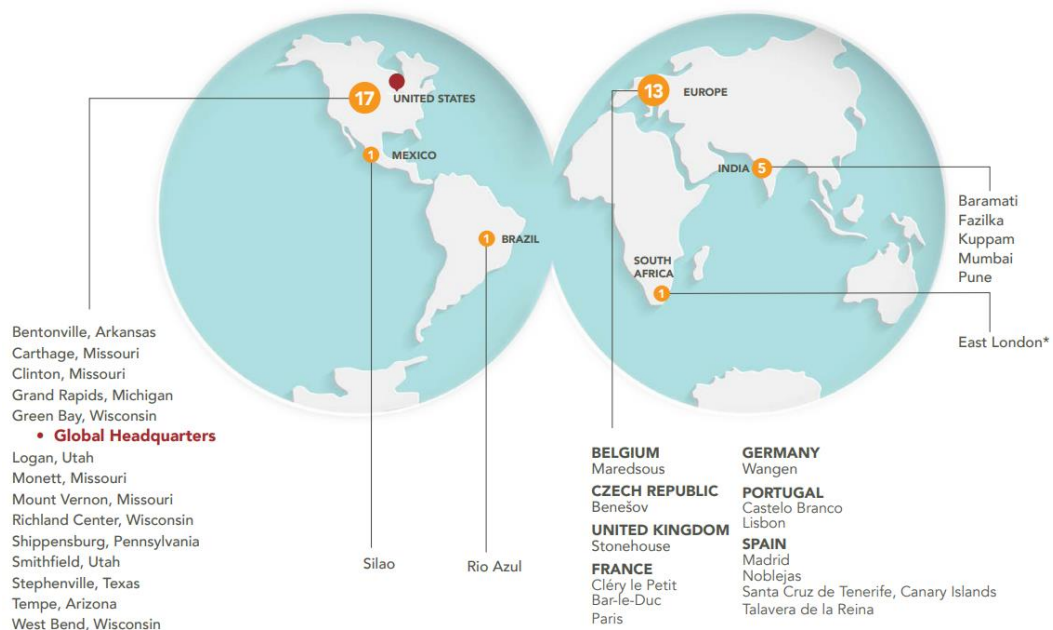 17
UNITED STATES
1
MEXICO
1
BRAZIL
13
EUROPE
INDIA
5
SOUTH
AFRICA
1
Baramati
Fazilka
Kuppam
Mumbai
Pune
East London*
Bentonville, Arkansas
Carthage, Missouri
Clinton, Missouri
Grand Rapids, Michigan
Green Bay, Wisconsin
• Global Headquarters
Logan, Utah
Monett, Missouri
Mount Vernon, Missouri
Richland Center, Wisconsin
Shippensburg, Pennsylvania
Smithfield, Utah
Stephenville, Texas
Tempe, Arizona
West Bend, Wisconsin
Silao
Rio Azul
BELGIUM
Maredsous
CZECH REPUBLIC
Benešov
UNITED KINGDOM
Stonehouse
FRANCE
Cléry le Petit
Bar-le-Duc
Paris
GERMANY
Wangen
PORTUGAL
Castelo Branco
Lisbon
SPAIN
Madrid
Noblejas
Santa Cruz de Tenerife, Canary Islands
Talavera de la Reina